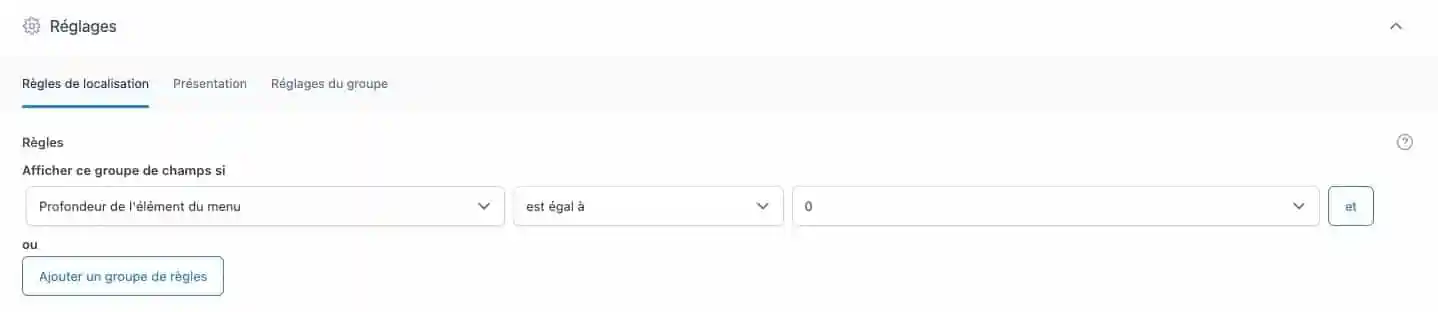 Réglages
Règles de localisation Présentation Réglages du groupe
Règles
Afficher ce groupe de champs si
Profondeur de l'élément du menu est égal à 0 et
ou
Ajouter un groupe de règles